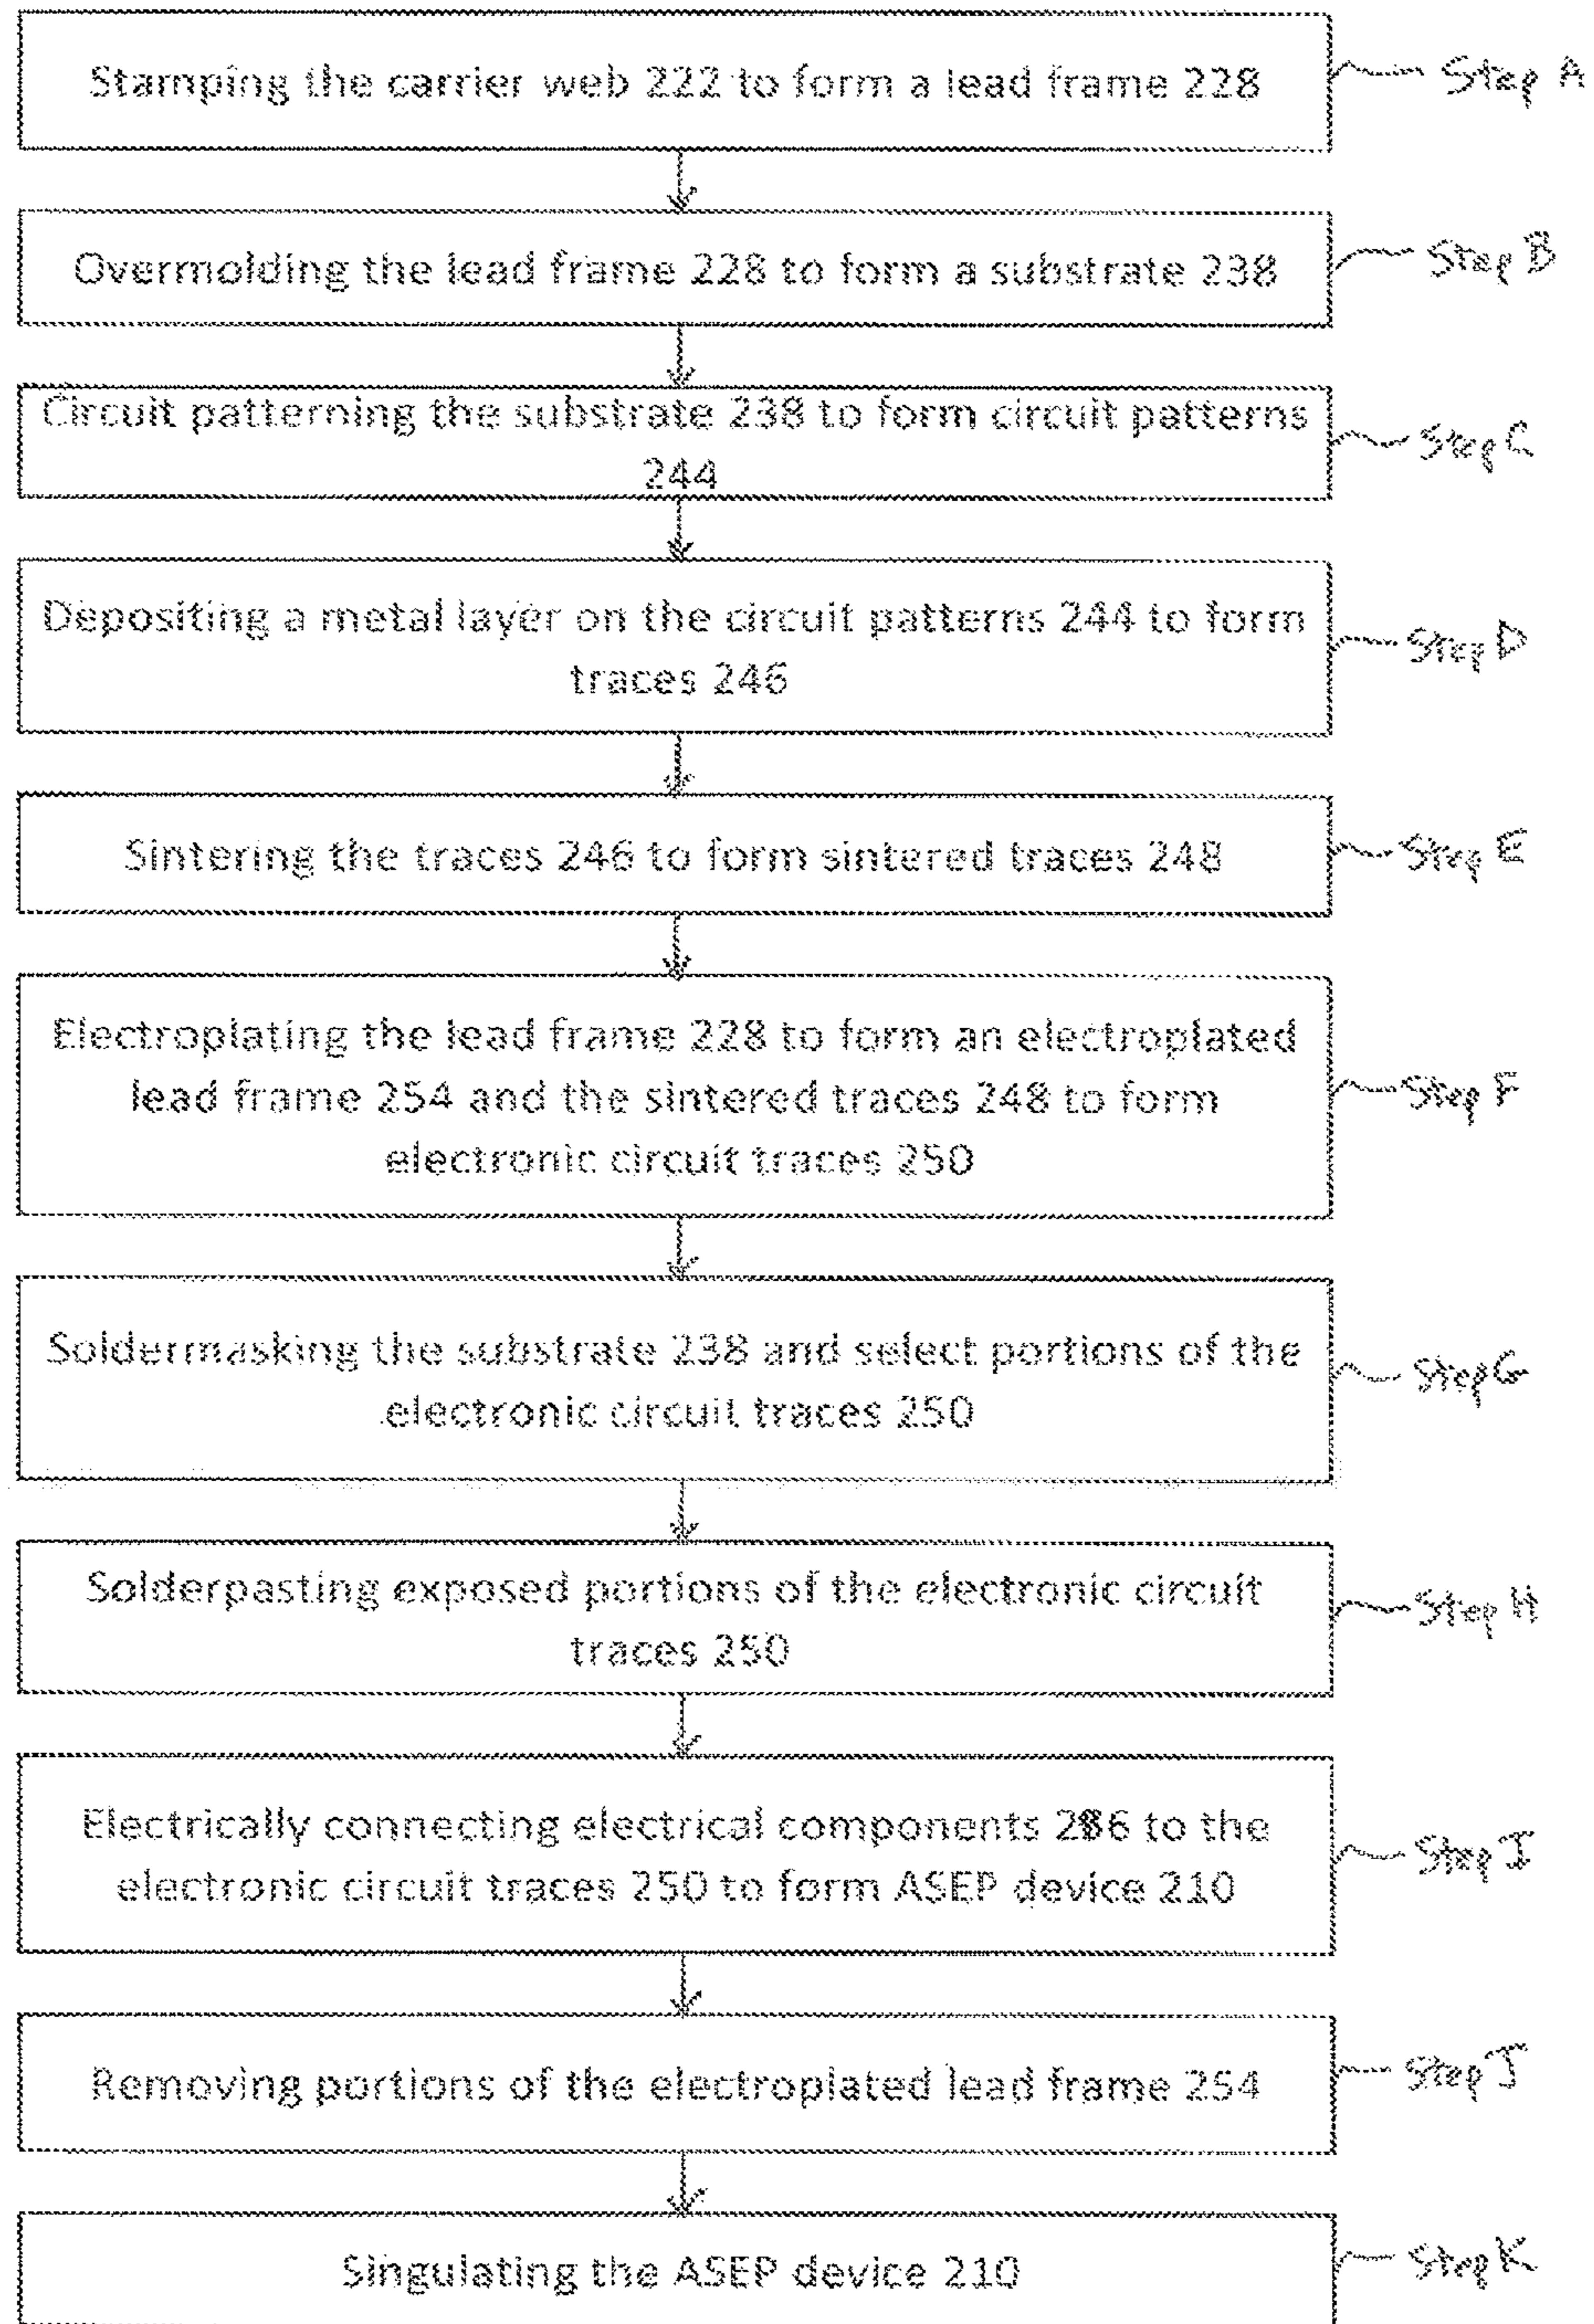 Stamping the carrier web 222 to form a lead frame 228
Step A
Overmolding the lead frame 228 to form a substrate 238
Step B
Circuit patterning the substrate 238 to form circuit patterns
244
Step C
Depositing a metal layer on the circuit patterns 244 to form
traces 246
Step D
Sintering the traces 246 to form sintered traces 248
Step E
Electroplating the lead frame 228 to form an electroplated
lead frame 254 and the sintered traces 248 to form
electronic circuit traces 250
Step F
Soldermasking the substrate 238 and select portions of the
electronic circuit traces 250
Step G
Solderpasting exposed portions of the electronic circuit
traces 250
Step H
Electrically connecting electrical components to the
electronic circuit traces 250 to form ASEP device 210
Step I
Removing portions of the electroplated lead frame 254
Step J
Singulating the ASEP device 210
Step K